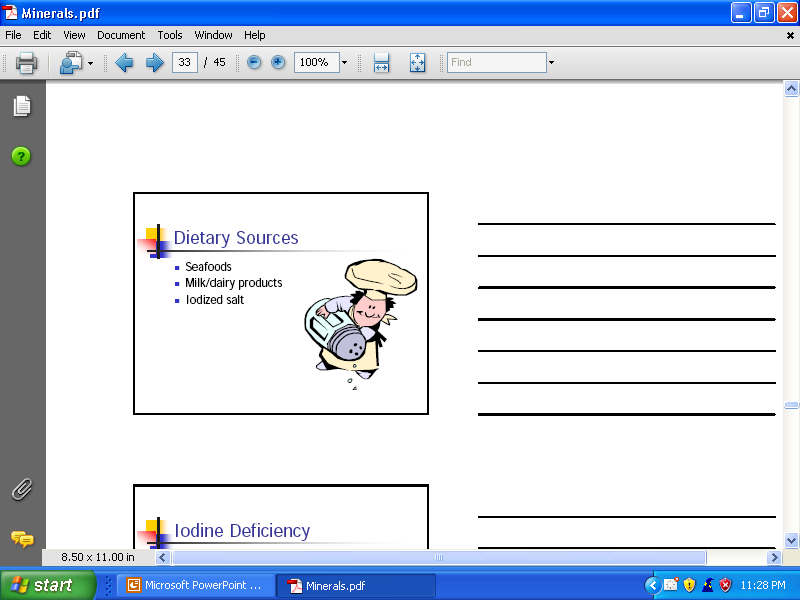 Minerals.pdf
File Edit View Document Tools Window Help
33 / 45 100% Find
?
Dietary Sources
Seafoods
Milk/dairy products
Iodized salt
Iodine Deficiency
8.50 x 11.00 in
start Microsoft PowerPoint ... Minerals.pdf 11:28 PM